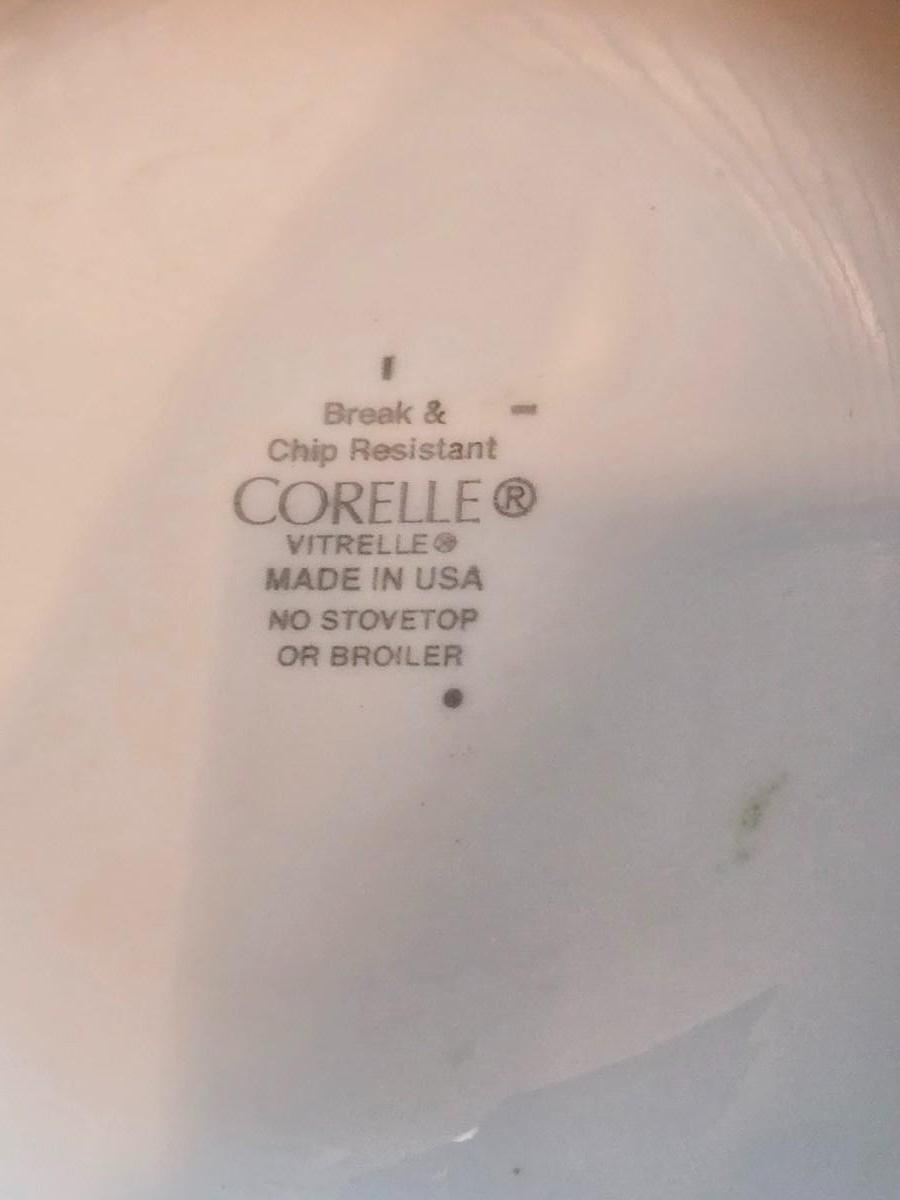 Break &
Chip Resistant
CORELLE®
VITRELLE®
MADE IN USA
NO STOVETOP
OR BROILER